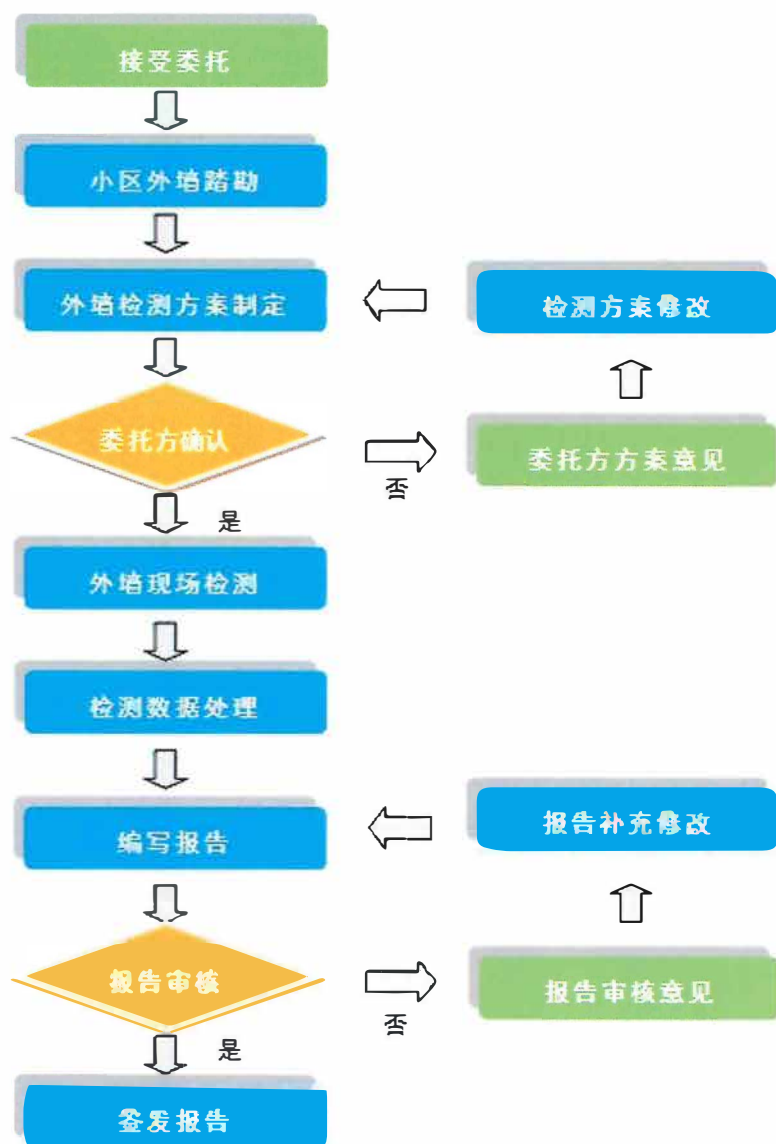 接受委托
小区外墙踏勘
外墙检测方案制定
检测方案修改
委托方确认
否
委托方方案意见
是
外墙现场检测
检测数据处理
编写报告
报告补充修改
报告审核
否
报告审核意见
是
签发报告